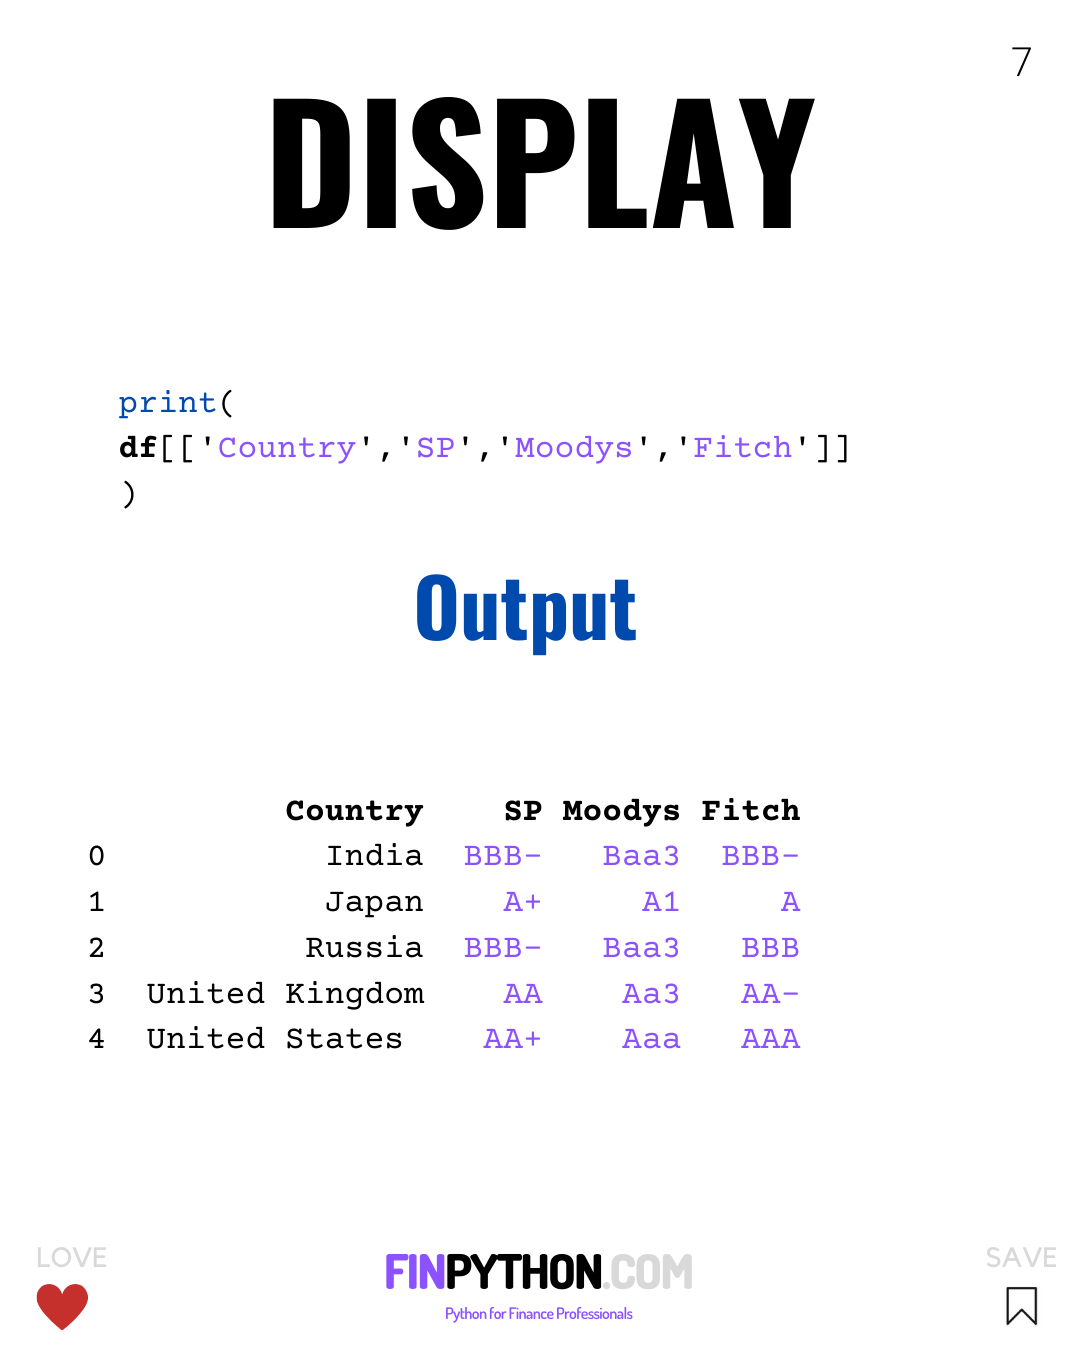 7
DISPLAY
print(
df[['Country','SP','Moodys','Fitch']]
)
Output
Country SP Moodys Fitch
0 India BBB- Baa3 BBB-
1 Japan A+ A1 A
2 Russia BBB- Baa3 BBB
3 United Kingdom AA Aa3 AA-
4 United States AA+ Aaa AAA
LOVE
FINPYTHON.COM
Python for Finance Professionals
SAVE